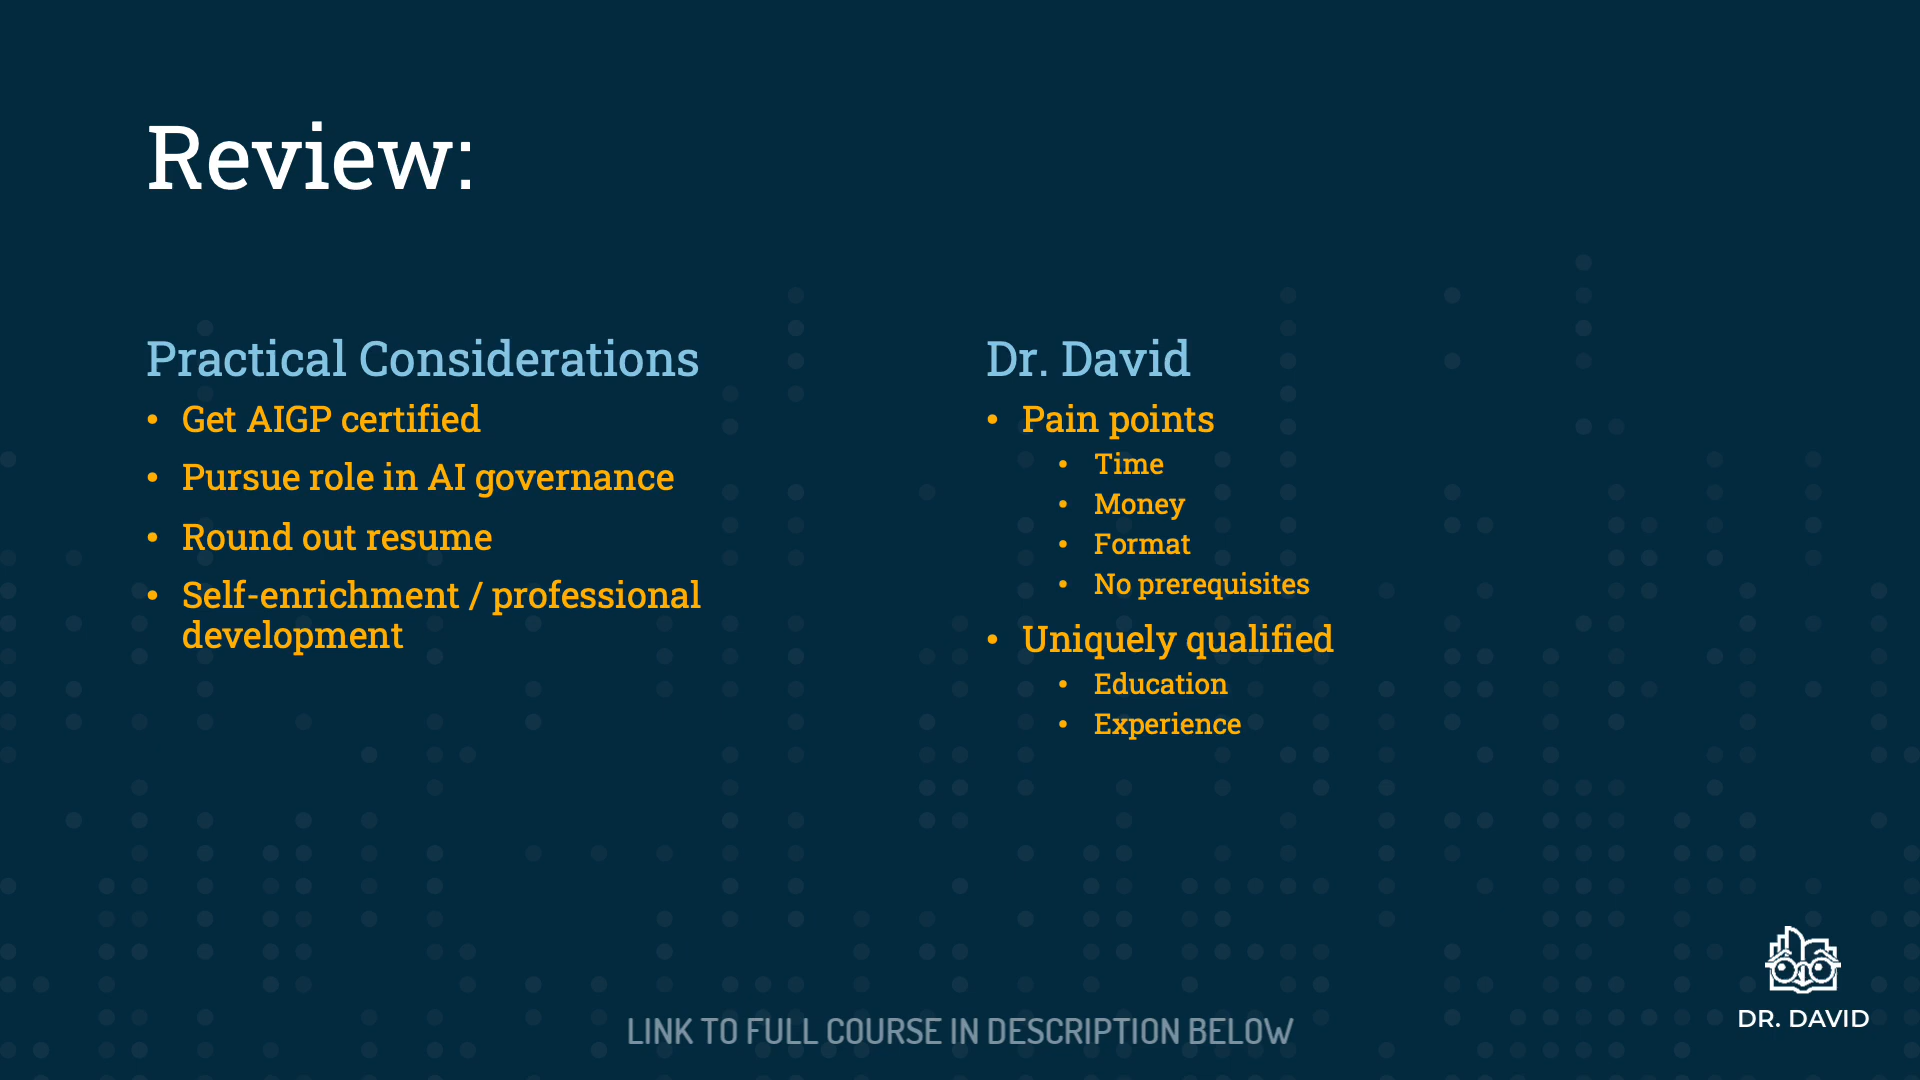 Review:
Practical Considerations
• Get AIGP certified
• Pursue role in AI governance
• Round out resume
• Self-enrichment / professional
development
Dr. David
• Pain points
• Time
• Money
• Format
• No prerequisites
• Uniquely qualified
• Education
• Experience
DR. DAVID
LINK TO FULL COURSE IN DESCRIPTION BELOW